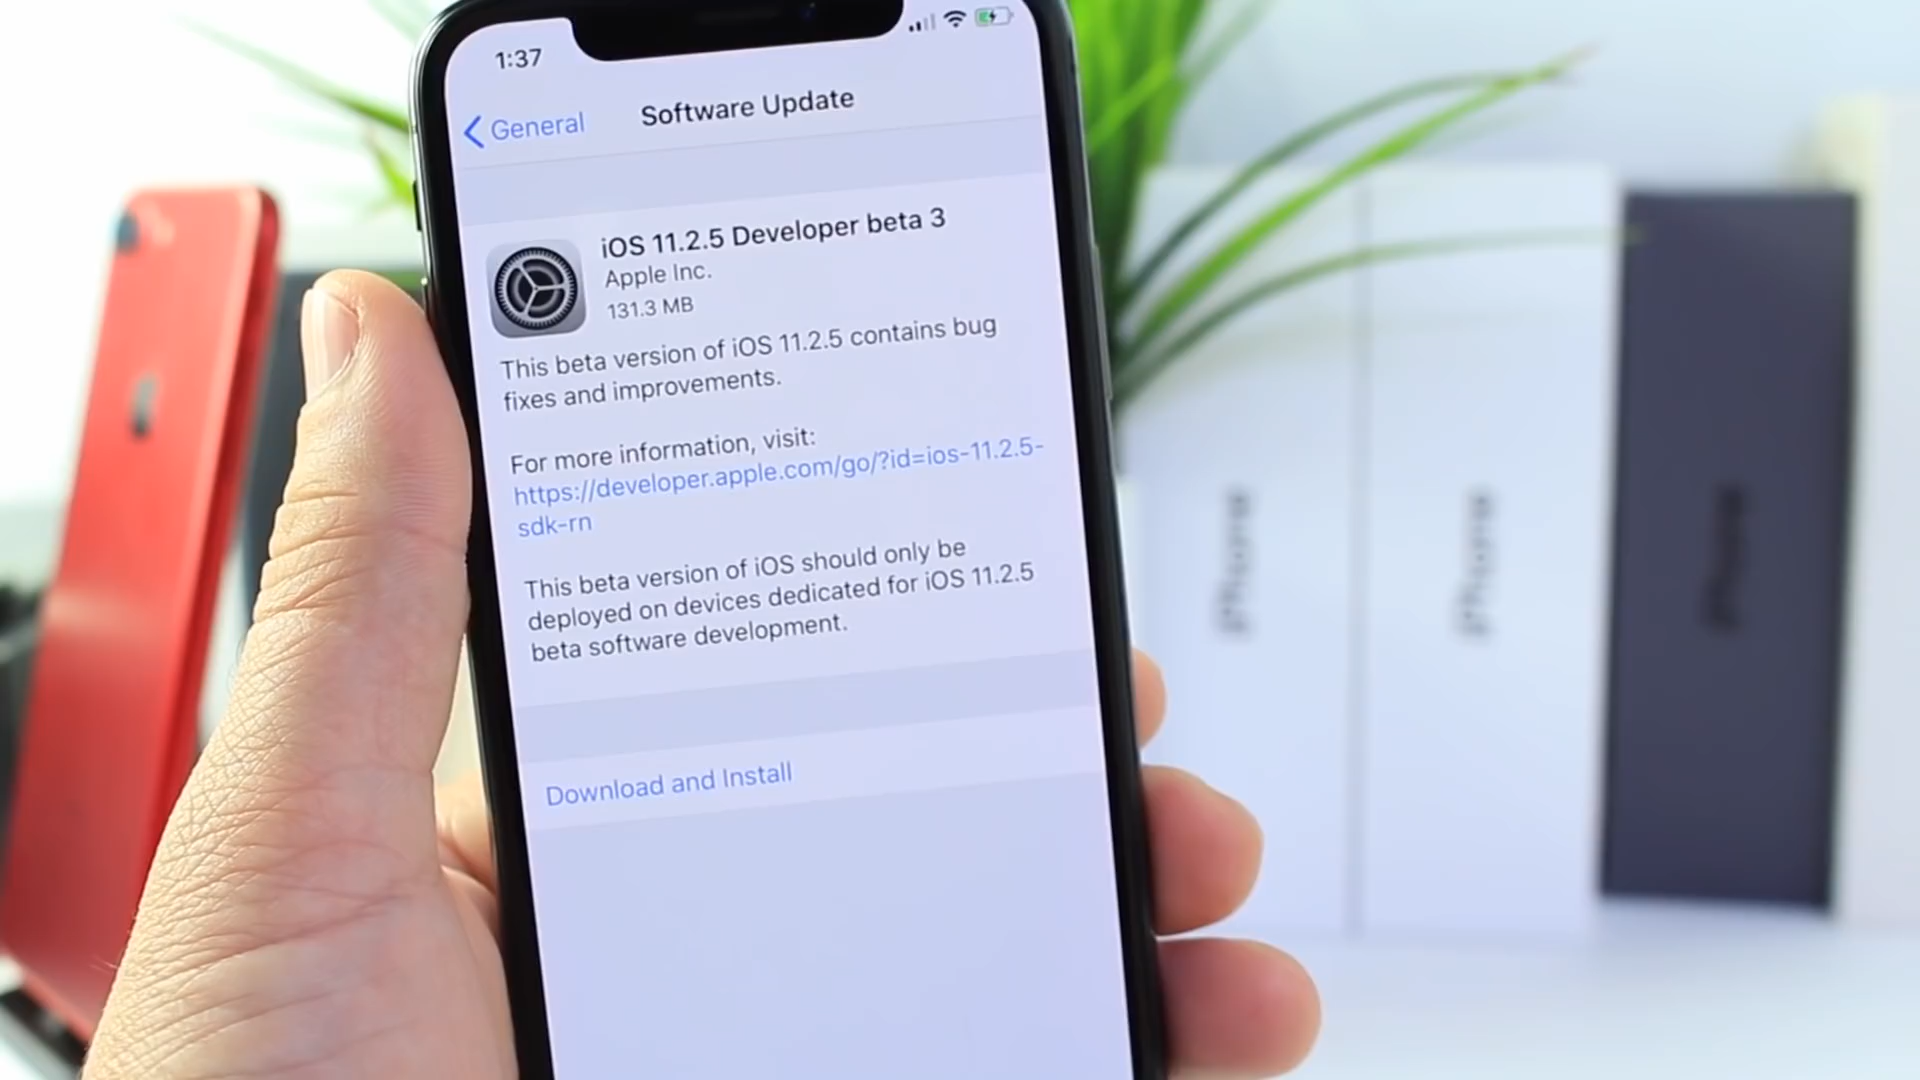 1:37
General
Software Update
iOS 11.2.5 Developer beta 3
Apple Inc.
131.3 MB
This beta version of iOS 11.2.5 contains bug
fixes and improvements.
For more information, visit:
https://developer.apple.com/go/?id=ios-11.2.5-
sdk-rn
This beta version of iOS should only be
deployed on devices dedicated for iOS 11.2.5
beta software development.
Download and Install
iPhone
iPhone
iPhone